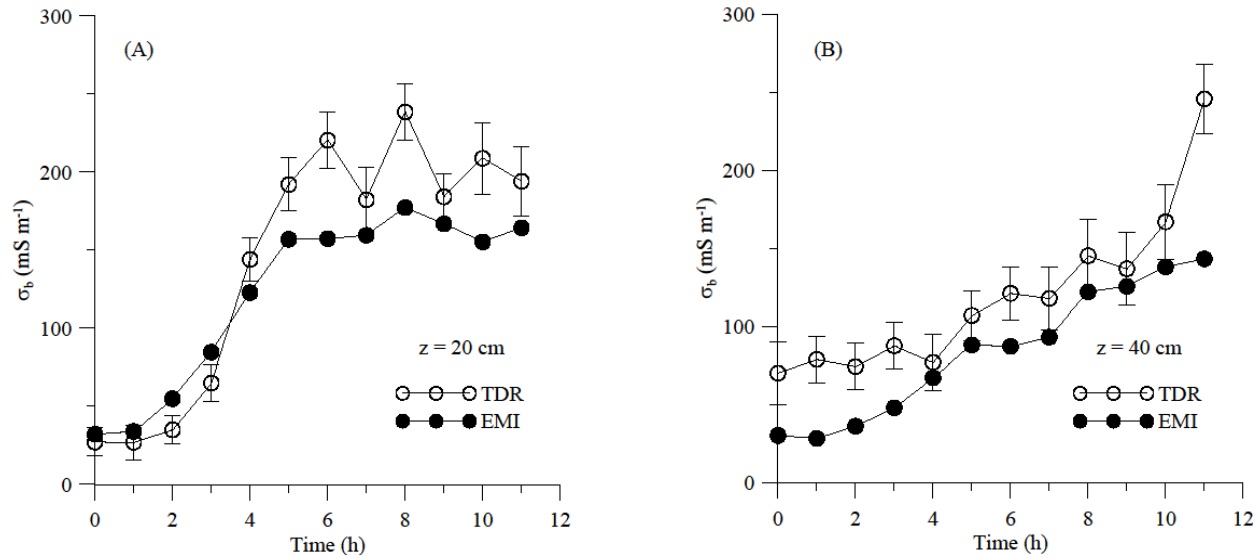 300
(A)
200
σb (mS m-1)
100
z = 20 cm
TDR
EMI
0
0 2 4 6 8 10 12
Time (h)
300
(B)
200
σb (mS m-1)
100
z = 40 cm
TDR
EMI
0
0 2 4 6 8 10 12
Time (h)